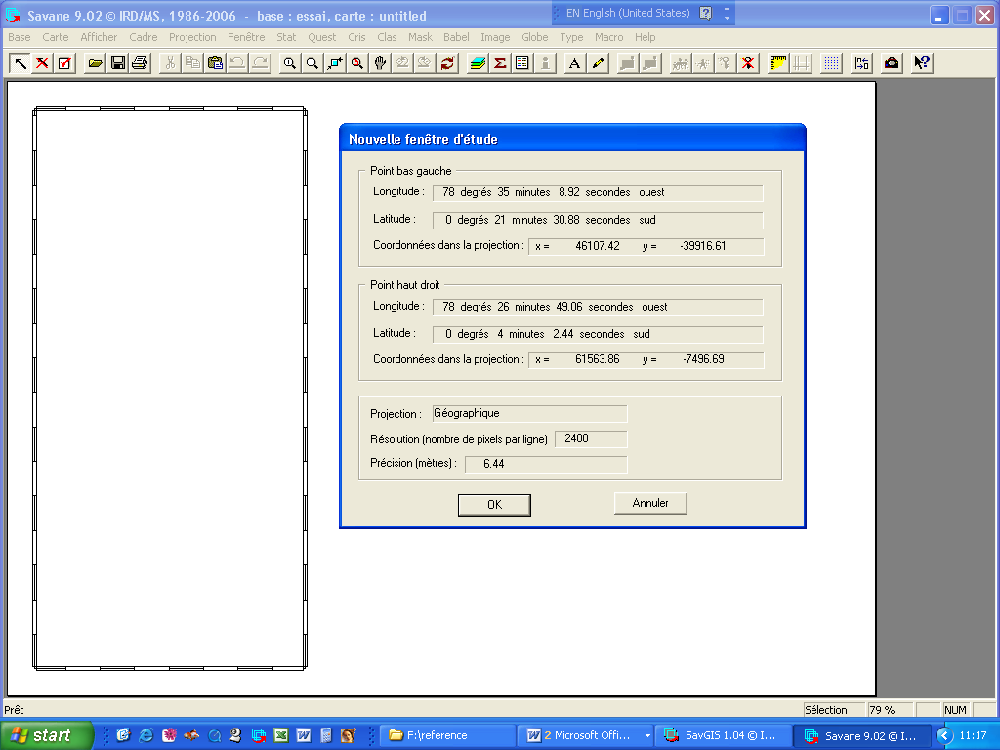 Savane 9.02 © IRD/MS, 1986-2006 - base : essai, carte : untitled
EN English (United States)
Base Carte Afficher Cadre Projection Fenêtre Stat Quest Cris Clas Mask Babel Image Globe Type Macro Help
Nouvelle fenêtre d'étude
Point bas gauche
Longitude : 78 degrés 35 minutes 8.92 secondes ouest
Latitude : 0 degrés 21 minutes 30.88 secondes sud
Coordonnées dans la projection : x = 46107.42 y = -39916.61
Point haut droit
Longitude : 78 degrés 26 minutes 49.06 secondes ouest
Latitude : 0 degrés 4 minutes 2.44 secondes sud
Coordonnées dans la projection : x = 61563.86 y = -7496.69
Projection : Géographique
Résolution (nombre de pixels par ligne) 2400
Précision (mètres) : 6.44
OK Annuler
Prêt Sélection 79 % NUM
start F:\reference 2 Microsoft Offi... SavGIS 1.04 © I... Savane 9.02 © I... 11:17